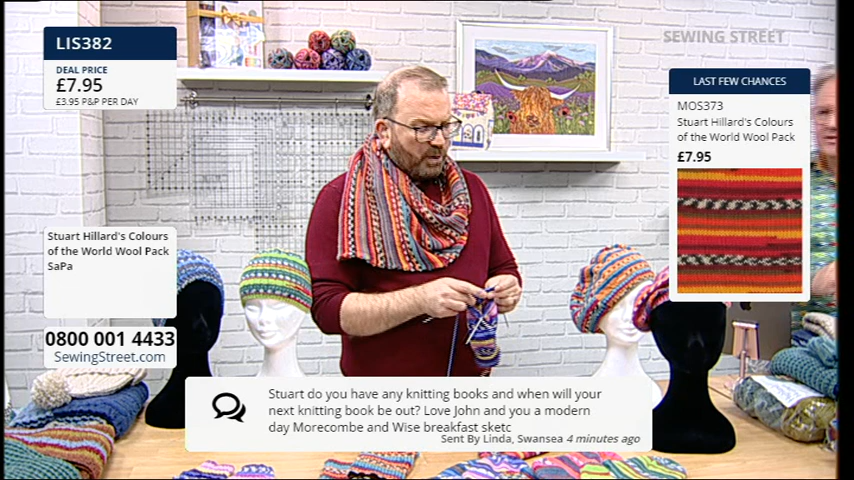 LIS382
DEAL PRICE
£7.95
£3.95 P&P PER DAY
SEWING STREET
LAST FEW CHANCES
MOS373
Stuart Hillard's Colours
of the World Wool Pack
£7.95
Stuart Hillard's Colours
of the World Wool Pack
SaPa
0800 001 4433
SewingStreet.com
Stuart do you have any knitting books and when will your
next knitting book be out? Love John and you a modern
day Morecombe and Wise breakfast sketc
Sent By Linda, Swansea 4 minutes ago